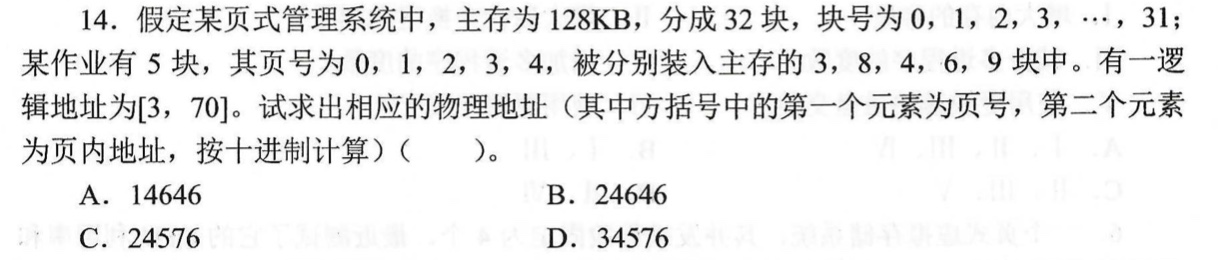 14．假定某页式管理系统中，主存为 128KB，分成 32 块，块号为 0，1，2，3，…，31；
某作业有 5 块，其页号为 0，1，2，3，4，被分别装入主存的 3，8，4，6，9 块中。有一逻
辑地址为[3，70]。试求出相应的物理地址（其中方括号中的第一个元素为页号，第二个元素
为页内地址，按十进制计算）（　　）。
A．14646　　B．24646
C．24576　　D．34576